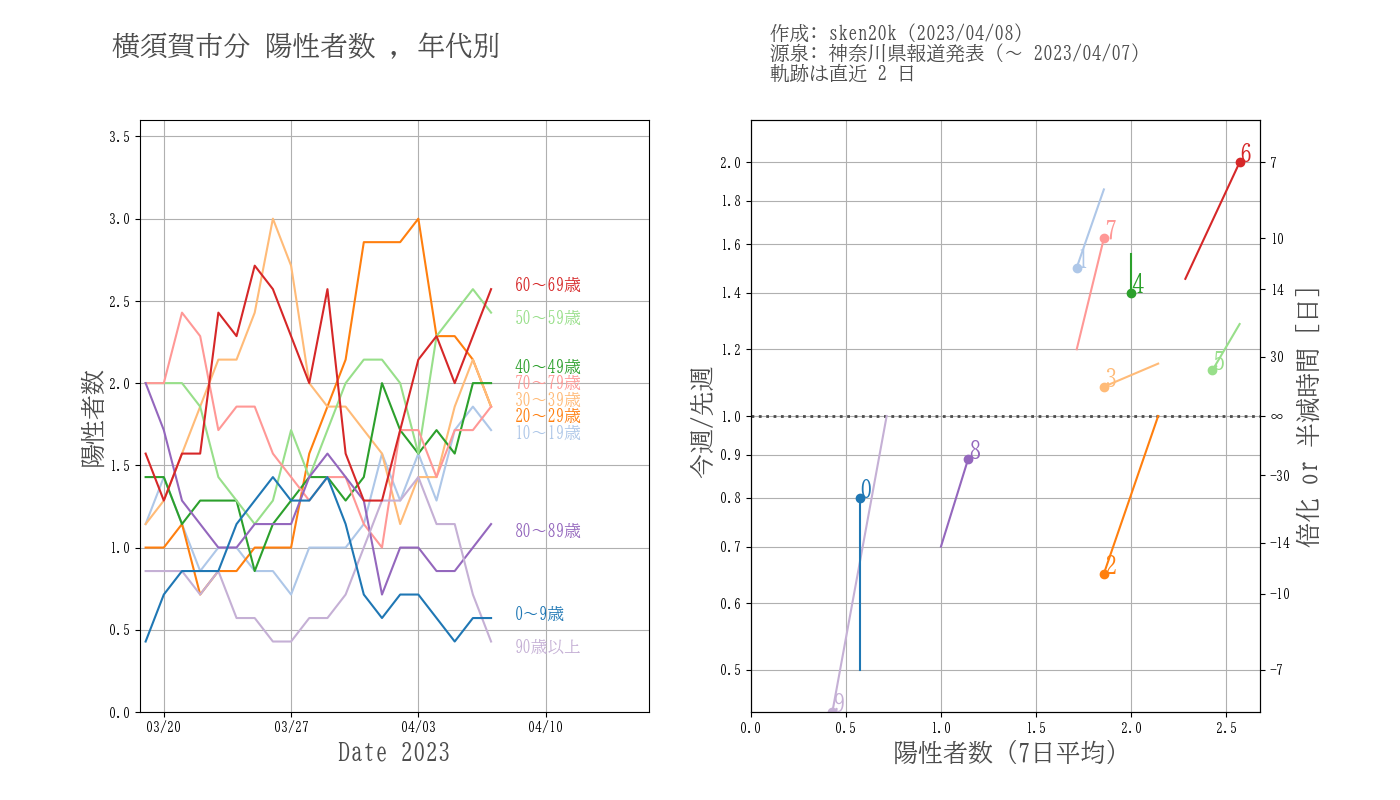 横須賀市分 陽性者数 , 年代別
作成: sken20k (2023/04/08)
源泉: 神奈川県報道発表 (～ 2023/04/07)
軌跡は直近 2 日
陽性者数
3.5
3.0
2.5
2.0
1.5
1.0
0.5
0.0
60～69歳
50～59歳
40～49歳
70～79歳
30～39歳
20～29歳
10～19歳
80～89歳
0～9歳
90歳以上
03/20 03/27 04/03 04/10
Date 2023
今週/先週
2.0
1.8
1.6
1.4
1.2
1.0
0.9
0.8
0.7
0.6
0.5
6
7
1
4
5
3
8
0
2
9
7
10
14
30
∞
−30
−14
−10
−7
倍化 or 半減時間 [日]
0.0 0.5 1.0 1.5 2.0 2.5
陽性者数 (7日平均)